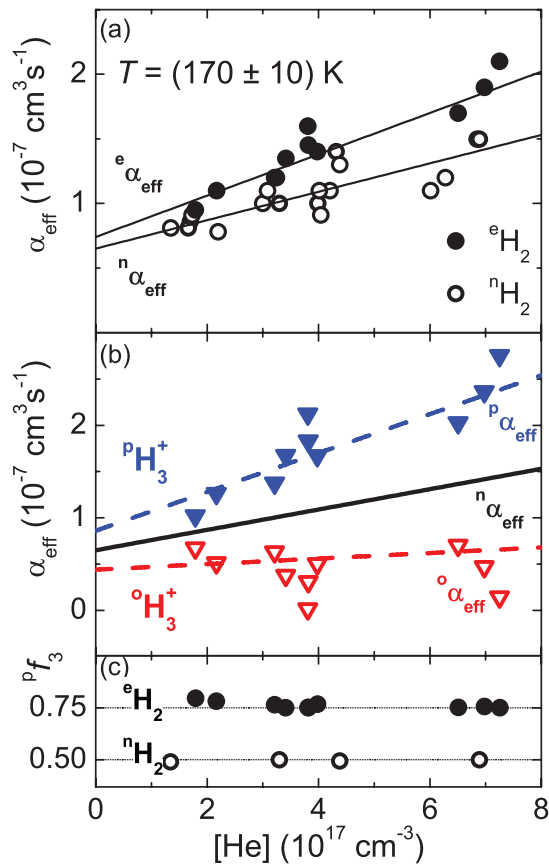 (a)
T = (170 ± 10) K
2
1
α_eff (10^-7 cm^3s^-1)
^eα_eff
^nα_eff
^eH_2
^nH_2
(b)
2
1
0
α_eff (10^-7 cm^3s^-1)
^pH_3^+
^pα_eff
^nα_eff
^oH_3^+
^oα_eff
(c)
^pf_3
^eH_2
0.75
^nH_2
0.50
0 2 4 6 8
[He] (10^17 cm^-3)